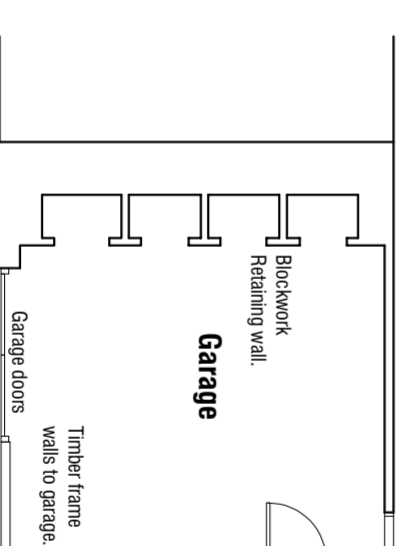 Blockwork
Retaining wall.
Garage
Timber frame
walls to garage.
Garage doors